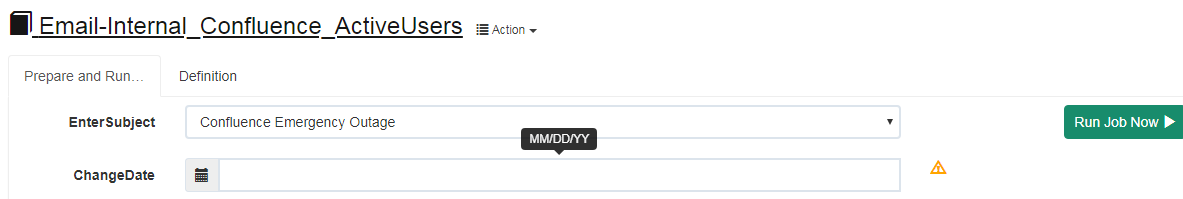 Email-Internal_Confluence_ActiveUsers Action
Prepare and Run… Definition
EnterSubject Confluence Emergency Outage Run Job Now
MM/DD/YY
ChangeDate